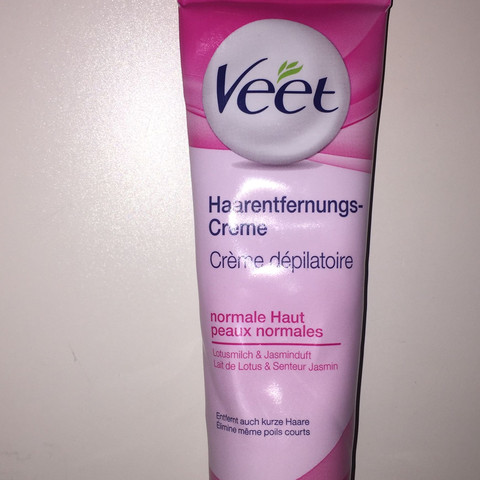 Veet
Haarentfernungs-
Creme
Crème dépilatoire
normale Haut
peaux normales
Lotusmilch & Jasminduft
Lait de Lotus & Senteur Jasmin
Entfernt auch kurze Haare
Élimine même poils courts